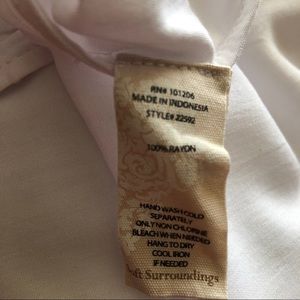 RN# 101206
MADE IN INDONESIA
STYLE# 22592
100% RAYON
HAND WASH COLD
SEPARATELY
ONLY NON CHLORINE
BLEACH WHEN NEEDED
HANG TO DRY
COOL IRON
IF NEEDED
Soft Surroundings